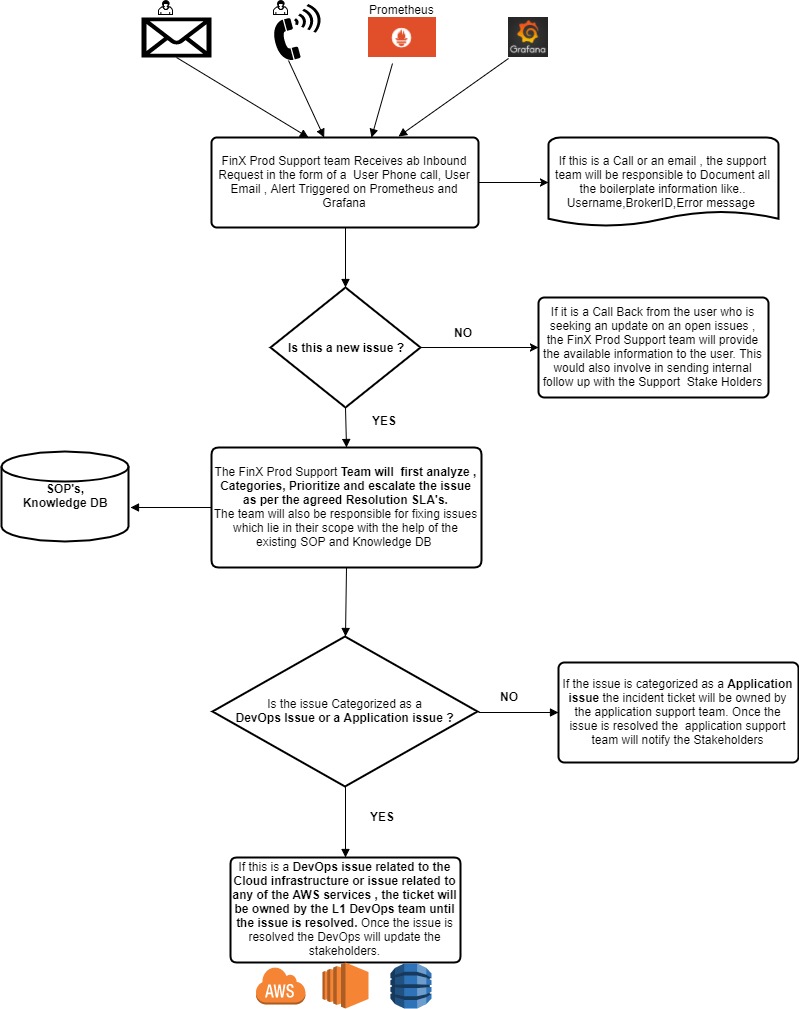 Prometheus
Grafana
FinX Prod Support team Receives ab Inbound
Request in the form of a User Phone call, User
Email , Alert Triggered on Prometheus and
Grafana
If this is a Call or an email , the support
team will be responsible to Document all
the boilerplate information like..
Username,BrokerID,Error message
Is this a new issue ?
NO
If it is a Call Back from the user who is
seeking an update on an open issues ,
the FinX Prod Support team will provide
the available information to the user. This
would also involve in sending internal
follow up with the Support Stake Holders
YES
SOP's,
Knowledge DB
The FinX Prod Support Team will first analyze ,
Categories, Prioritize and escalate the issue
as per the agreed Resolution SLA's.
The team will also be responsible for fixing issues
which lie in their scope with the help of the
existing SOP and Knowledge DB
Is the issue Categorized as a
DevOps Issue or a Application issue ?
NO
If the issue is categorized as a Application
issue the incident ticket will be owned by
the application support team. Once the
issue is resolved the application support
team will notify the Stakeholders
YES
If this is a DevOps issue related to the
Cloud infrastructure or issue related to
any of the AWS services , the ticket will
be owned by the L1 DevOps team until
the issue is resolved. Once the issue is
resolved the DevOps will update the
stakeholders.
AWS